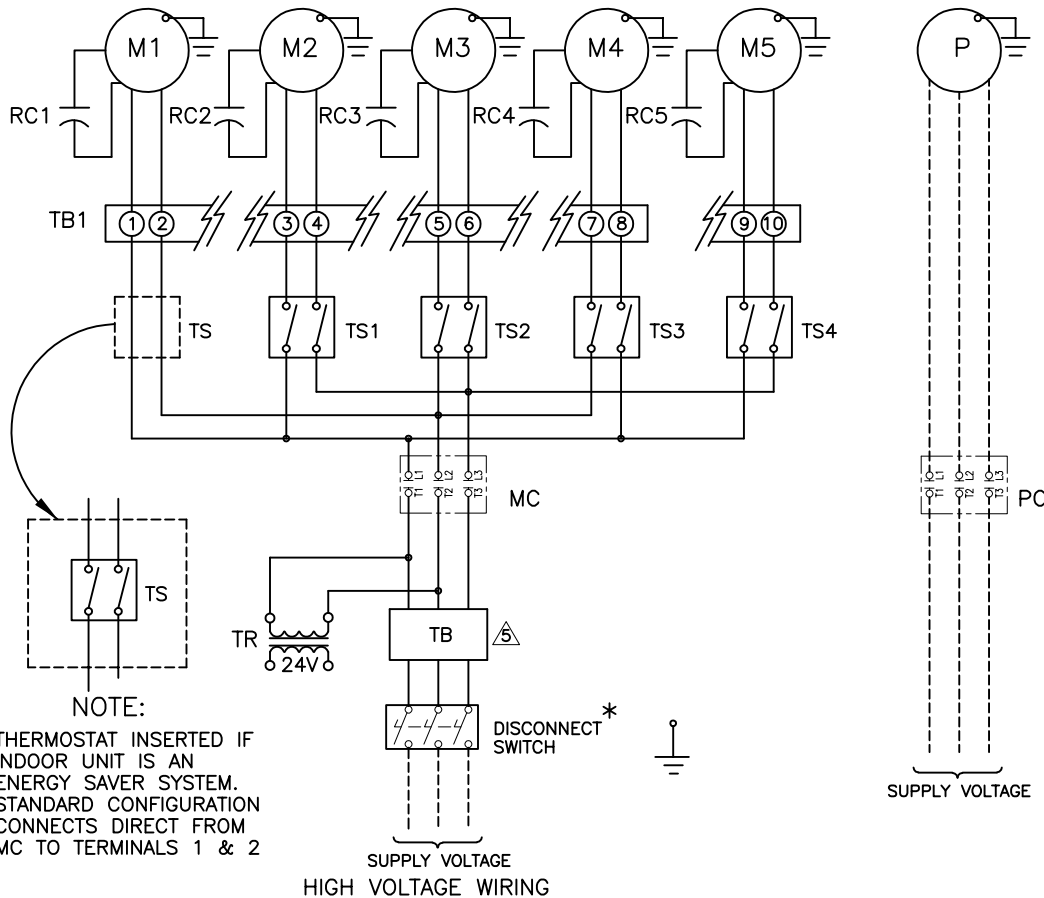 M1 M2 M3 M4 M5 P
RC1 RC2 RC3 RC4 RC5
TB1 1 2 3 4 5 6 7 8 9 10
TS TS1 TS2 TS3 TS4
L1 L2 L3
T1 T2 T3
MC
L1 L2 L3
T1 T2 T3
PC
TS
TR
24V
TB
5
DISCONNECT *
SWITCH
NOTE:
THERMOSTAT INSERTED IF
INDOOR UNIT IS AN
ENERGY SAVER SYSTEM.
STANDARD CONFIGURATION
CONNECTS DIRECT FROM
MC TO TERMINALS 1 & 2
SUPPLY VOLTAGE
SUPPLY VOLTAGE
HIGH VOLTAGE WIRING